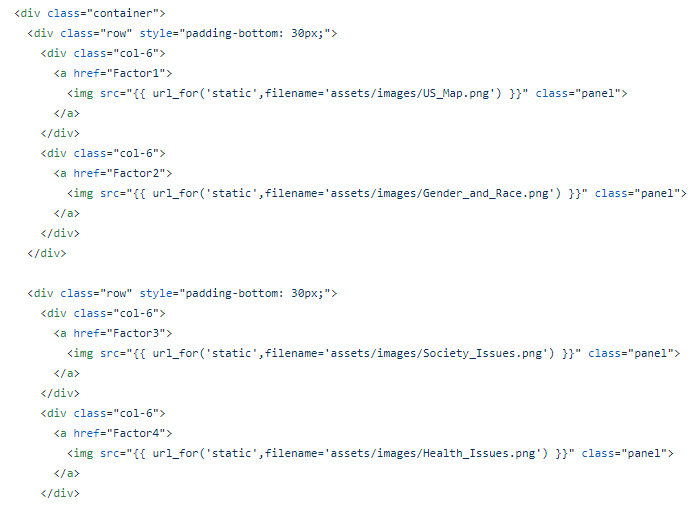 <div class="container">
<div class="row" style="padding-bottom: 30px;">
<div class="col-6">
<a href="Factor1">
<img src="{{ url_for('static',filename='assets/images/US_Map.png') }}" class="panel">
</a>
</div>
<div class="col-6">
<a href="Factor2">
<img src="{{ url_for('static',filename='assets/images/Gender_and_Race.png') }}" class="panel">
</a>
</div>
</div>
<div class="row" style="padding-bottom: 30px;">
<div class="col-6">
<a href="Factor3">
<img src="{{ url_for('static',filename='assets/images/Society_Issues.png') }}" class="panel">
</a>
</div>
<div class="col-6">
<a href="Factor4">
<img src="{{ url_for('static',filename='assets/images/Health_Issues.png') }}" class="panel">
</a>
</div>